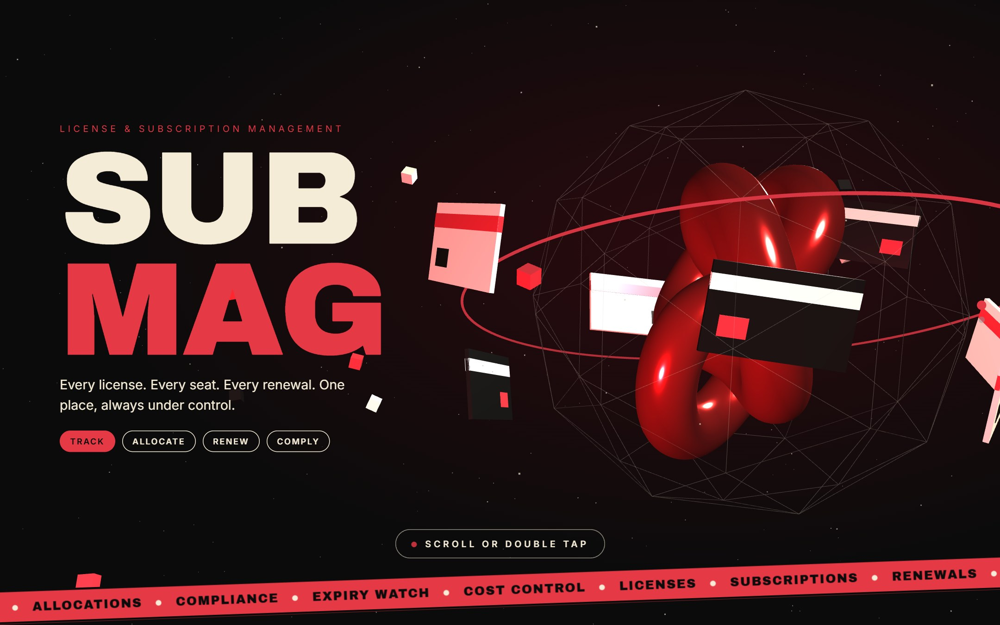 LICENSE & SUBSCRIPTION MANAGEMENT
SUB
MAG
Every license. Every seat. Every renewal. One
place, always under control.
TRACK ALLOCATE RENEW COMPLY
SCROLL OR DOUBLE TAP
ALLOCATIONS • COMPLIANCE • EXPIRY WATCH • COST CONTROL • LICENSES • SUBSCRIPTIONS • RENEWALS